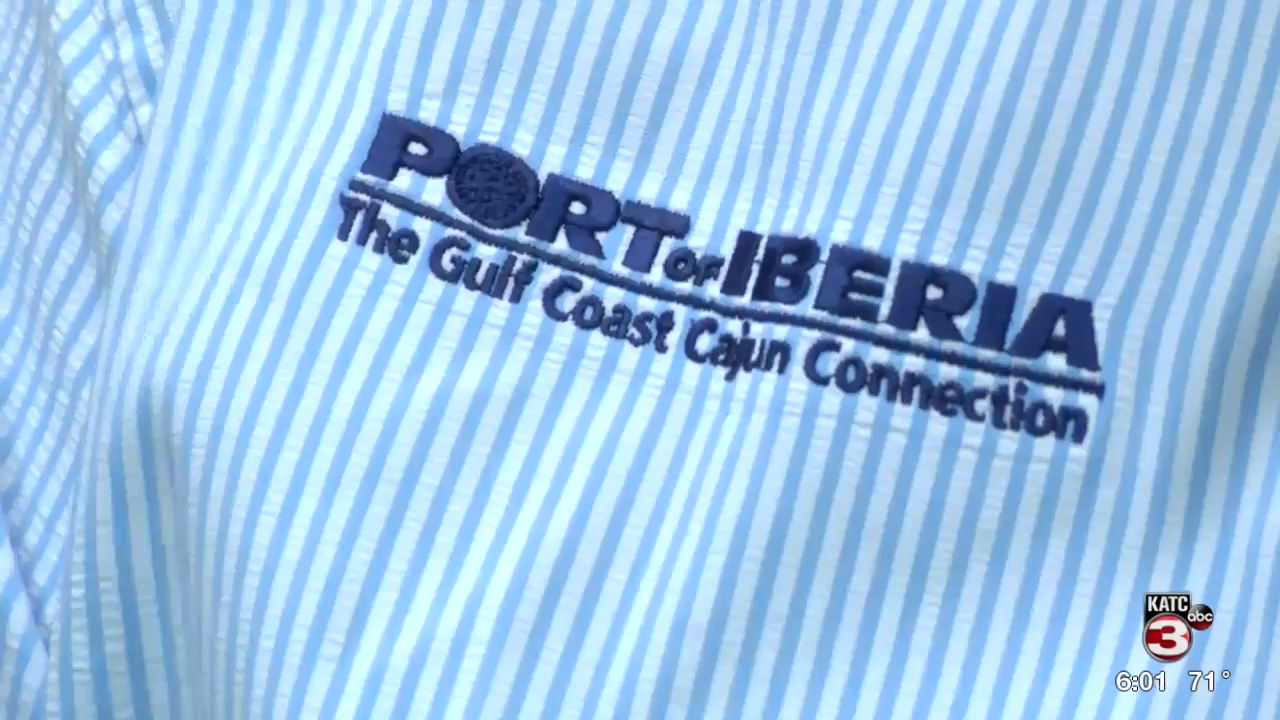 PORT OF IBERIA
The Gulf Coast Cajun Connection
KATC
abc
3
6:01 71°